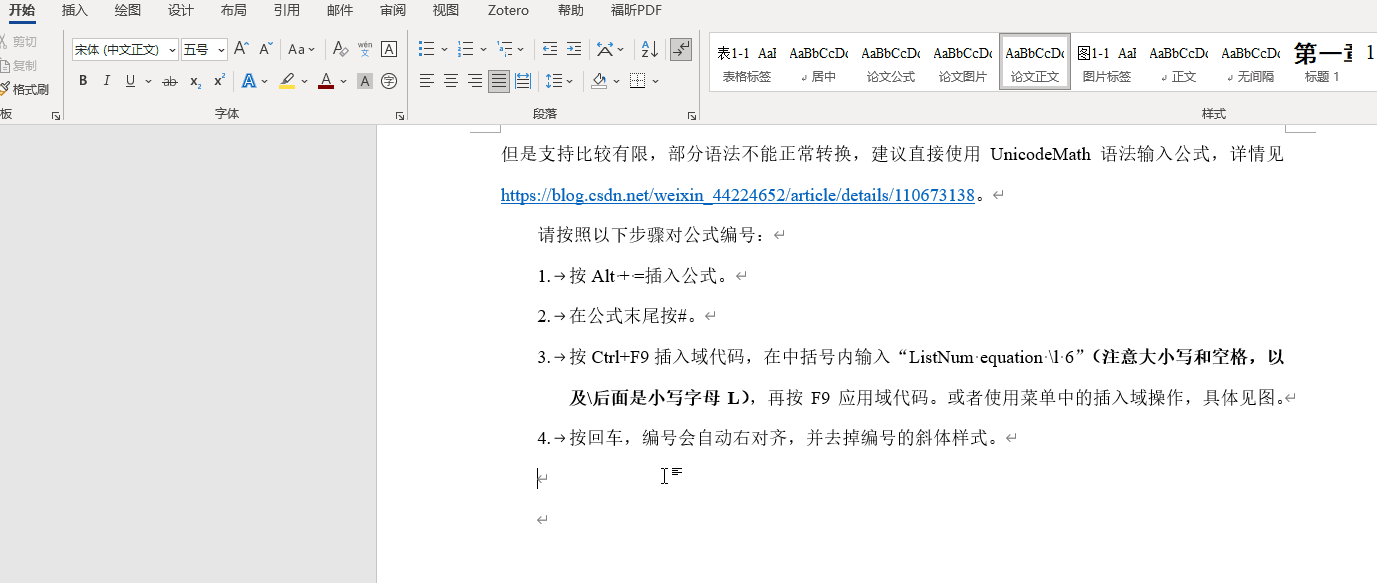 开始 插入 绘图 设计 布局 引用 邮件 审阅 视图 Zotero 帮助 福昕PDF
剪切
复制
格式刷
板
宋体 (中文正文) 五号 A A Aa A wén 文 A
B I U ab x2 x2 A A A 字
字体
A Z
段落
表1-1 AaI AaBbCcDc AaBbCcDc AaBbCcDc AaBbCcDc 图1-1 AaI AaBbCcDc AaBbCcDc 第一章 1
表格标签 ↲ 居中 论文公式 论文图片 论文正文 图片标签 ↲ 正文 ↲ 无间隔 标题 1
样式
但是支持比较有限，部分语法不能正常转换，建议直接使用 UnicodeMath 语法输入公式，详情见
https://blog.csdn.net/weixin_44224652/article/details/110673138。↵
请按照以下步骤对公式编号：↵
1.→按 Alt·+·=插入公式。↵
2.→在公式末尾按#。↵
3.→按 Ctrl+F9 插入域代码，在中括号内输入“ListNum·equation·\l·6”（注意大小写和空格，以
及\后面是小写字母 L），再按 F9 应用域代码。或者使用菜单中的插入域操作，具体见图。↵
4.→按回车，编号会自动右对齐，并去掉编号的斜体样式。↵
↵
↵